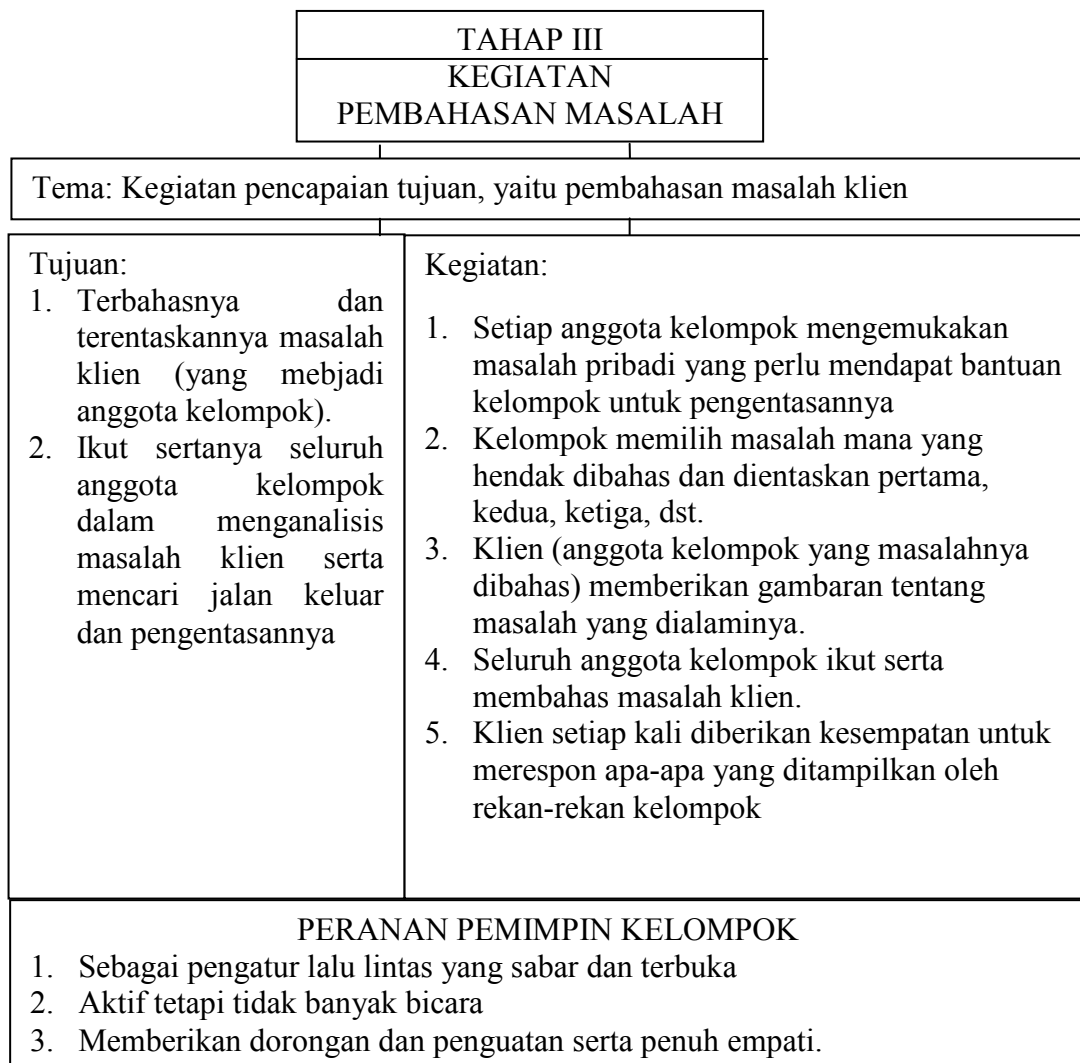 TAHAP III
KEGIATAN
PEMBAHASAN MASALAH
Tema: Kegiatan pencapaian tujuan, yaitu pembahasan masalah klien
Tujuan:
1. Terbahasnya dan
terentaskannya masalah
klien (yang mebjadi
anggota kelompok).
2. Ikut sertanya seluruh
anggota kelompok
dalam menganalisis
masalah klien serta
mencari jalan keluar
dan pengentasannya
Kegiatan:
1. Setiap anggota kelompok mengemukakan
masalah pribadi yang perlu mendapat bantuan
kelompok untuk pengentasannya
2. Kelompok memilih masalah mana yang
hendak dibahas dan dientaskan pertama,
kedua, ketiga, dst.
3. Klien (anggota kelompok yang masalahnya
dibahas) memberikan gambaran tentang
masalah yang dialaminya.
4. Seluruh anggota kelompok ikut serta
membahas masalah klien.
5. Klien setiap kali diberikan kesempatan untuk
merespon apa-apa yang ditampilkan oleh
rekan-rekan kelompok
PERANAN PEMIMPIN KELOMPOK
1. Sebagai pengatur lalu lintas yang sabar dan terbuka
2. Aktif tetapi tidak banyak bicara
3. Memberikan dorongan dan penguatan serta penuh empati.